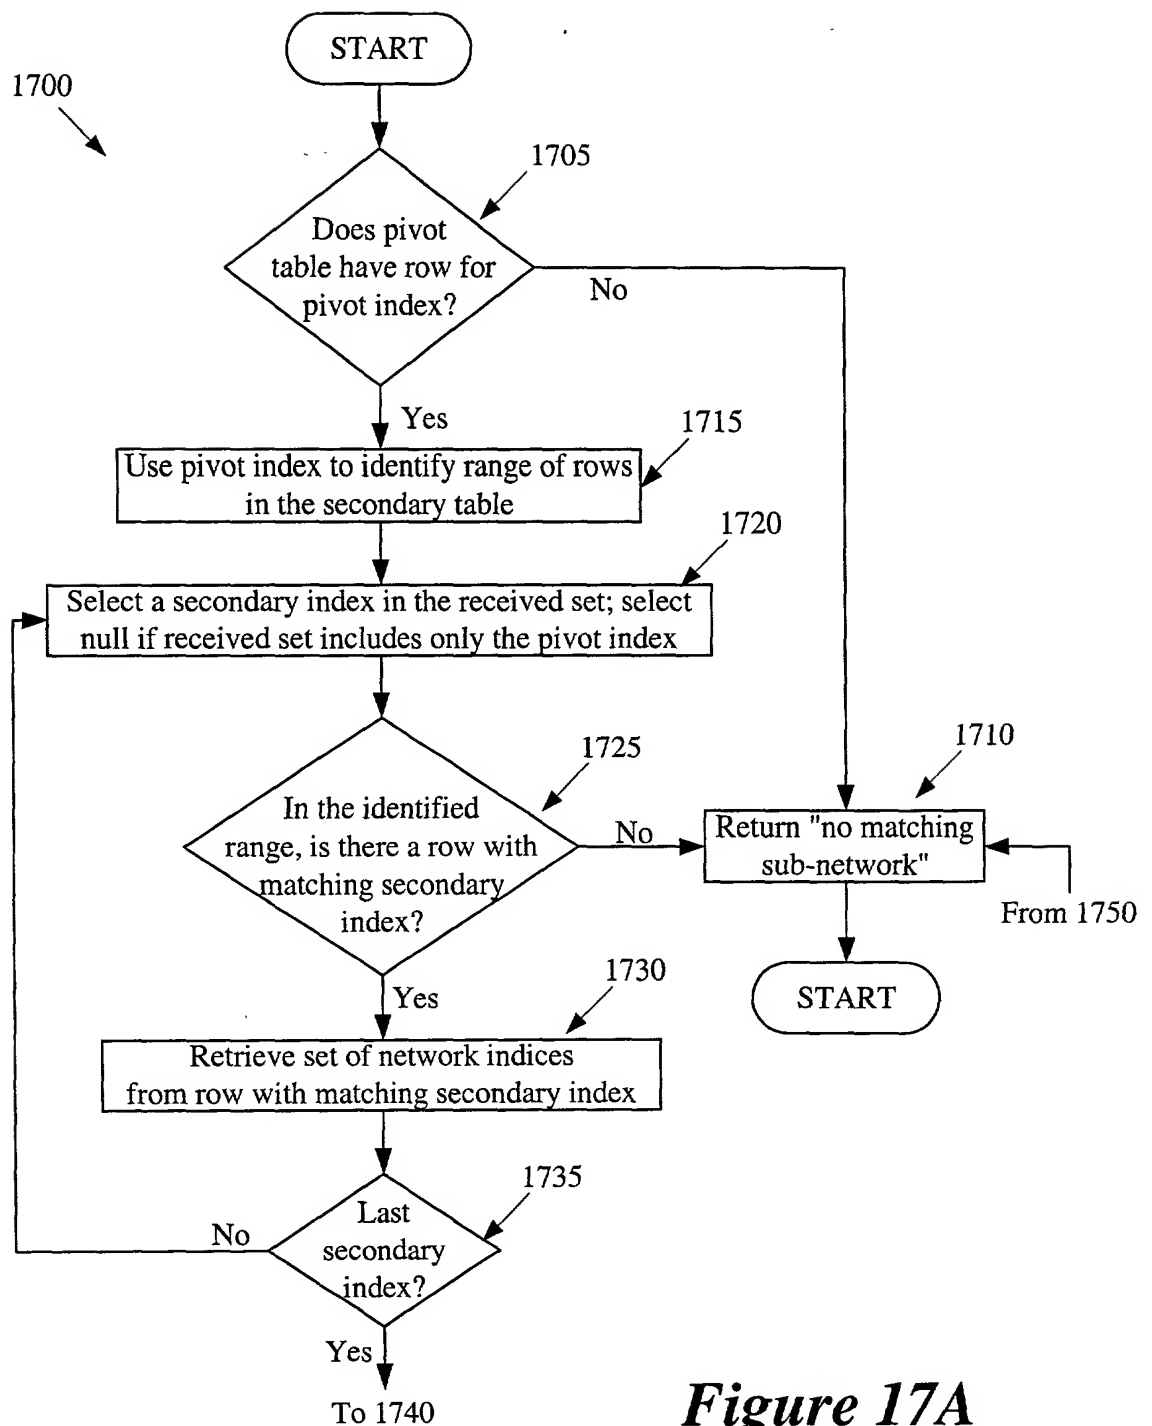 START
1700
1705
Does pivot
table have row for
pivot index?
No
Yes
1715
Use pivot index to identify range of rows
in the secondary table
1720
Select a secondary index in the received set; select
null if received set includes only the pivot index
1725
In the identified
range, is there a row with
matching secondary
index?
No
1710
Return "no matching
sub-network"
From 1750
START
Yes
1730
Retrieve set of network indices
from row with matching secondary index
1735
Last
secondary
index?
No
Yes
To 1740
Figure 17A